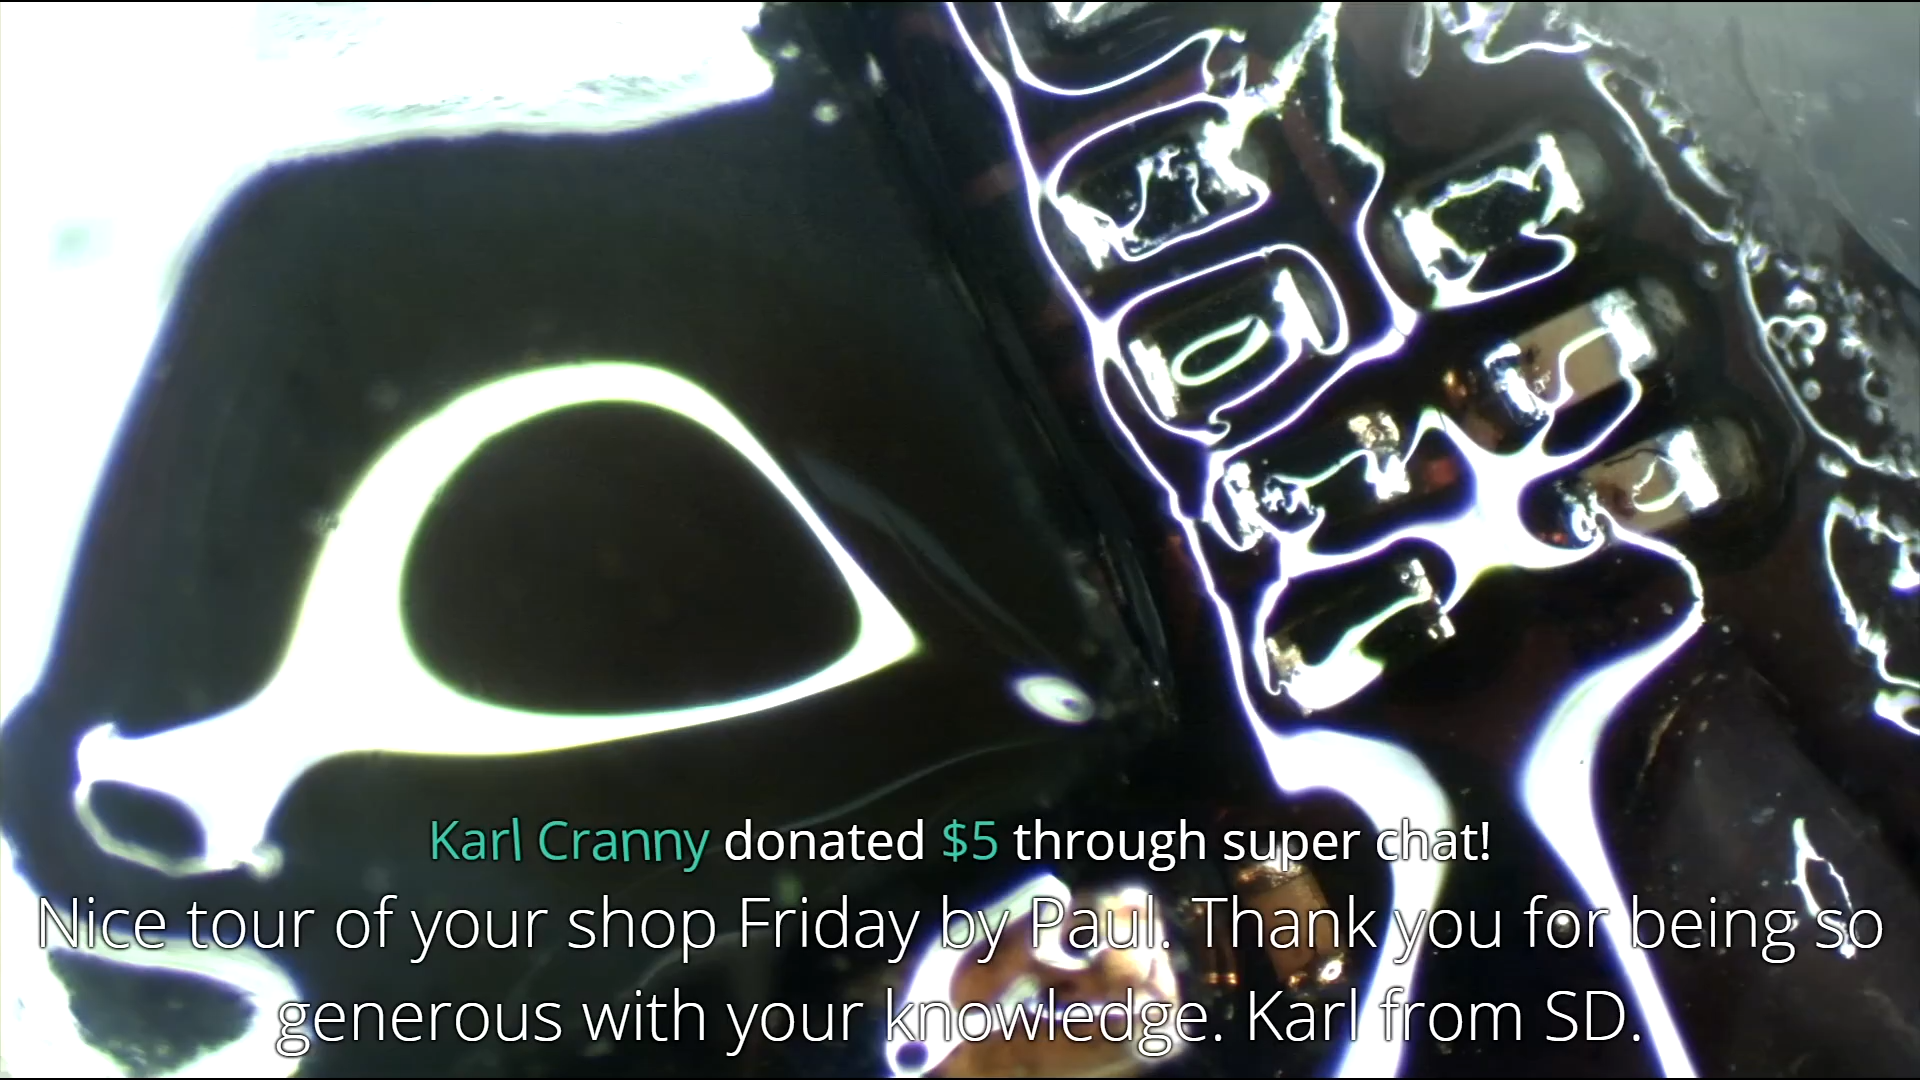 Karl Cranny donated $5 through super chat!
Nice tour of your shop Friday by Paul. Thank you for being so
generous with your knowledge. Karl from SD.